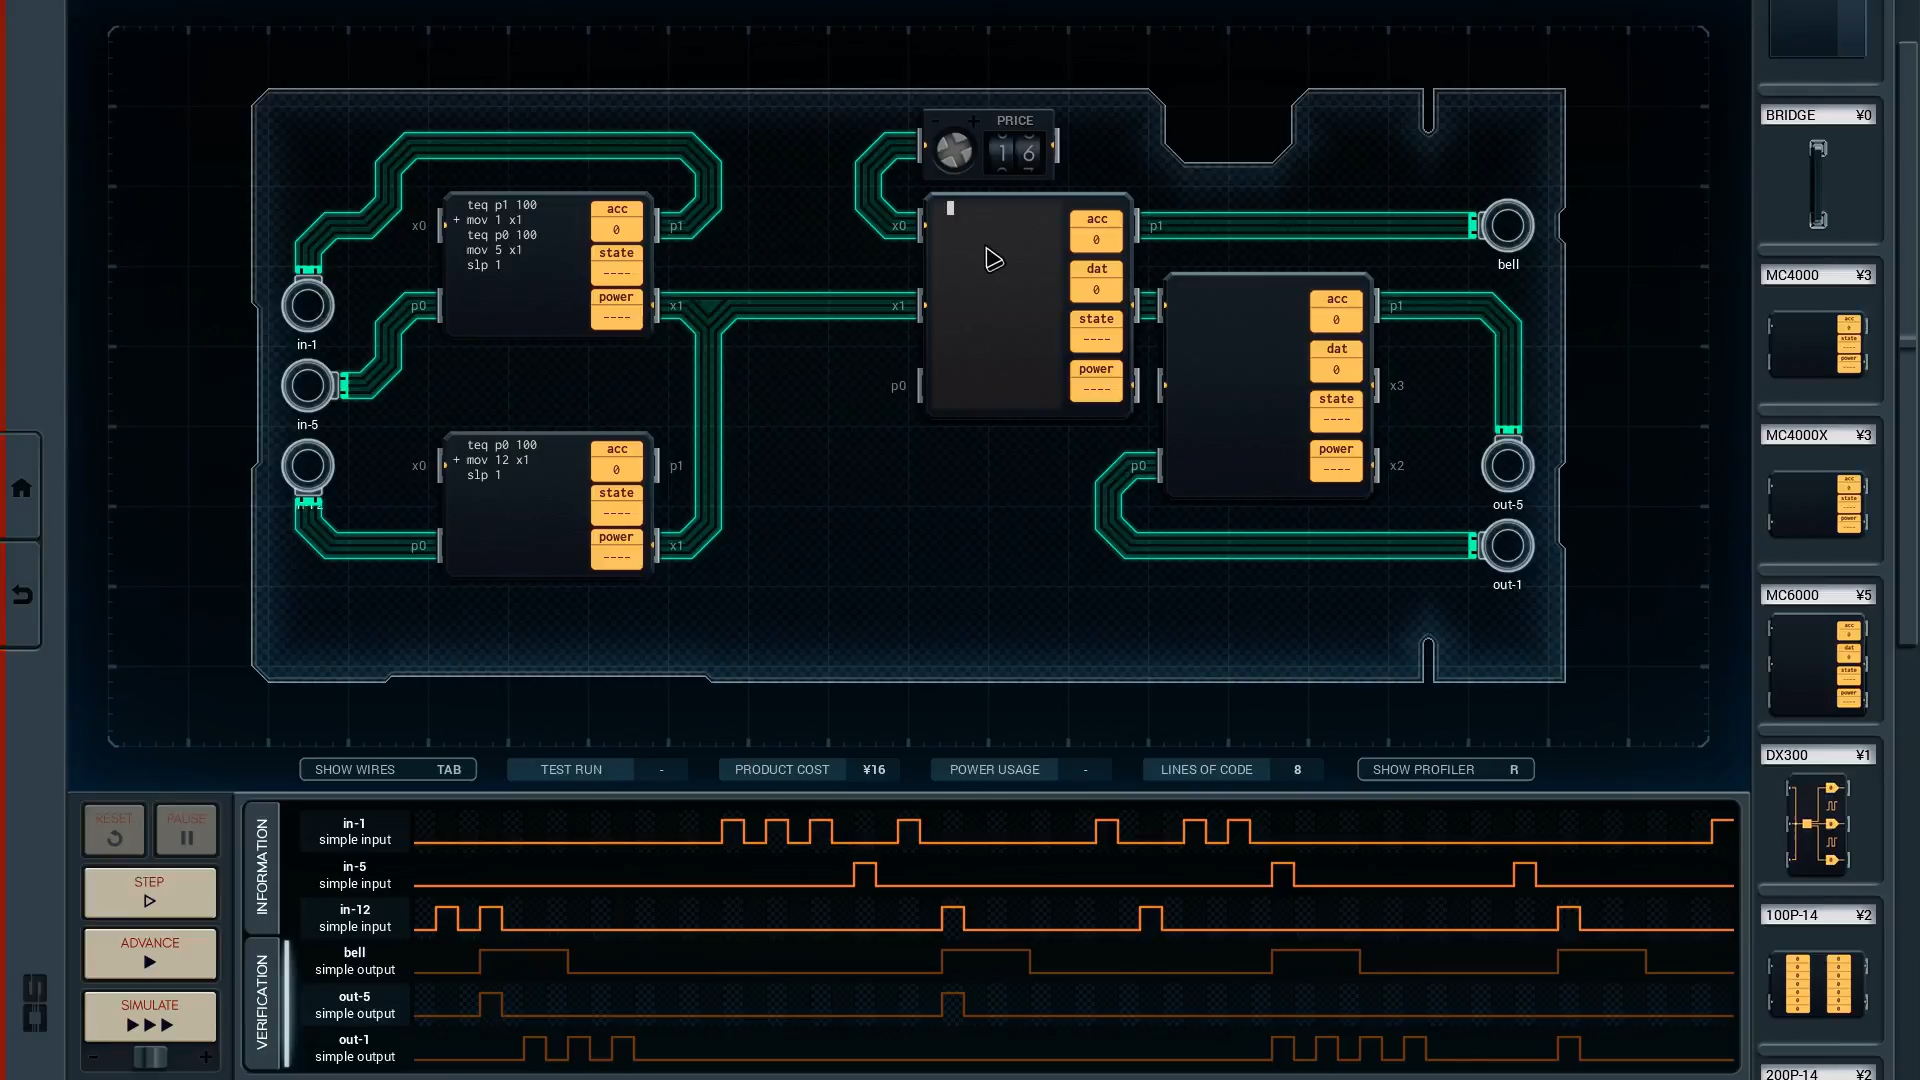 PRICE
1 6
BRIDGE ¥0
teq p1 100
+ mov 1 x1
teq p0 100
mov 5 x1
slp 1
acc
0
state
----
power
----
x0
p1
p0
x1
in-1
in-5
teq p0 100
+ mov 12 x1
slp 1
acc
0
state
----
power
----
x0
p1
p0
x1
x0
x1
p0
acc
0
dat
0
state
----
power
----
p1
bell
acc
0
dat
0
state
----
power
----
p1
x3
x2
p0
out-5
out-1
MC4000 ¥3
MC4000X ¥3
MC6000 ¥5
DX300 ¥1
100P-14 ¥2
200P-14 ¥2
SHOW WIRES TAB
TEST RUN -
PRODUCT COST ¥16
POWER USAGE -
LINES OF CODE 8
SHOW PROFILER R
RESET
PAUSE
STEP
ADVANCE
SIMULATE
- +
INFORMATION
VERIFICATION
in-1
simple input
in-5
simple input
in-12
simple input
bell
simple output
out-5
simple output
out-1
simple output